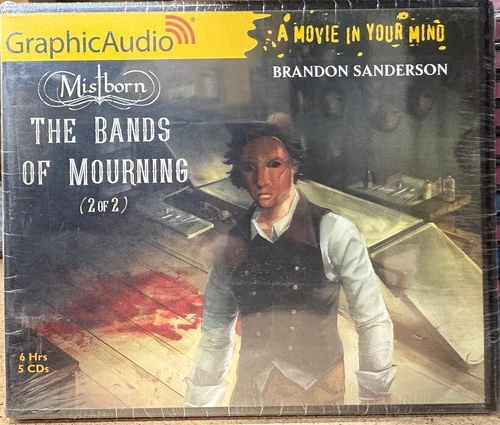 GraphicAudio
A MOVIE IN YOUR MIND
BRANDON SANDERSON
Mistborn
THE BANDS
OF MOURNING
(2 OF 2)
6 Hrs
5 CDs